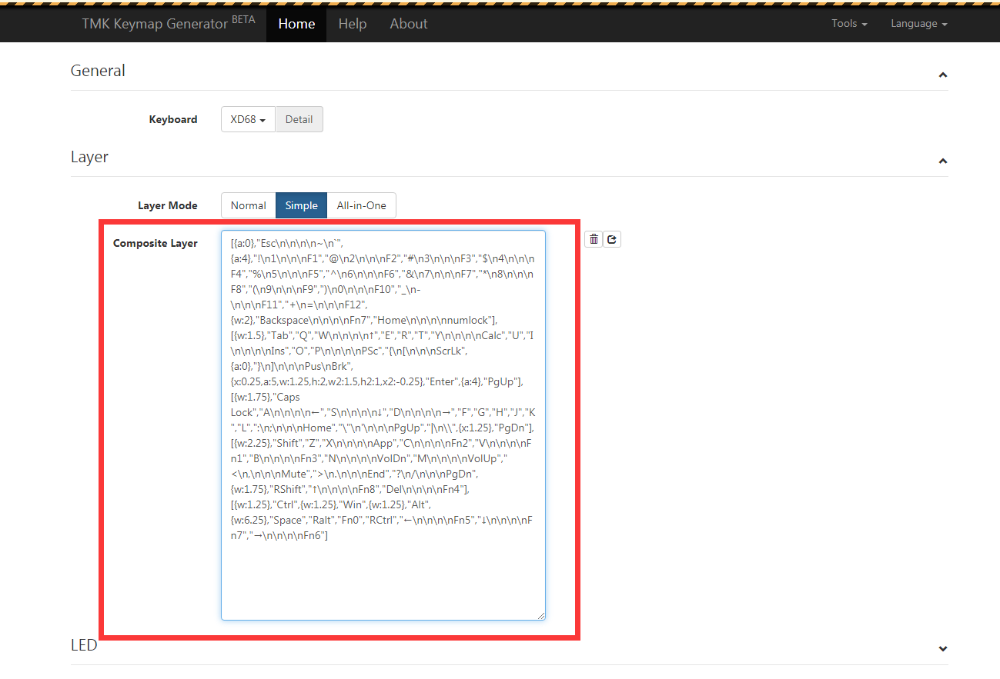 TMK Keymap Generator BETA Home Help About Tools Language
General
Keyboard XD68 Detail
Layer
Layer Mode Normal Simple All-in-One
Composite Layer
[{a:0},"Esc\n\n\n\n~\n`",
{a:4},"!\n1\n\n\nF1","@\n2\n\n\nF2","#\n3\n\n\nF3","$\n4\n\n\n
F4","%\n5\n\n\nF5","^\n6\n\n\nF6","&\n7\n\n\nF7","*\n8\n\n\n
F8","(\n9\n\n\nF9",")\n0\n\n\nF10","_\n-
\n\n\nF11","+\n=\n\n\nF12",
{w:2},"Backspace\n\n\n\nFn7","Home\n\n\n\nnumlock"],
[{w:1.5},"Tab","Q","W\n\n\n\n↑","E","R","T","Y\n\n\n\nCalc","U","I
\n\n\n\nIns","O","P\n\n\n\nPSc","{\n[\n\n\nScrLk",
{a:0},"}\n]\n\n\nPus\nBrk",
{x:0.25,a:5,w:1.25,h:2,w2:1.5,h2:1,x2:-0.25},"Enter",{a:4},"PgUp"],
[{w:1.75},"Caps
Lock","A\n\n\n\n←","S\n\n\n\n↓","D\n\n\n\n→","F","G","H","J","K
","L",":\n;\n\n\nHome","\"\n'\n\n\nPgUp","|\n\\",{x:1.25},"PgDn"],
[{w:2.25},"Shift","Z","X\n\n\n\nApp","C\n\n\n\nFn2","V\n\n\n\nF
n1","B\n\n\n\nFn3","N\n\n\n\nVolDn","M\n\n\n\nVolUp","
<\n,\n\n\nMute",">\n.\n\n\nEnd","?\n/\n\n\nPgDn",
{w:1.75},"RShift","↑\n\n\n\nFn8","Del\n\n\n\nFn4"],
[{w:1.25},"Ctrl",{w:1.25},"Win",{w:1.25},"Alt",
{w:6.25},"Space","Ralt","Fn0","RCtrl","←\n\n\n\nFn5","↓\n\n\n\nF
n7","→\n\n\n\nFn6"]
LED